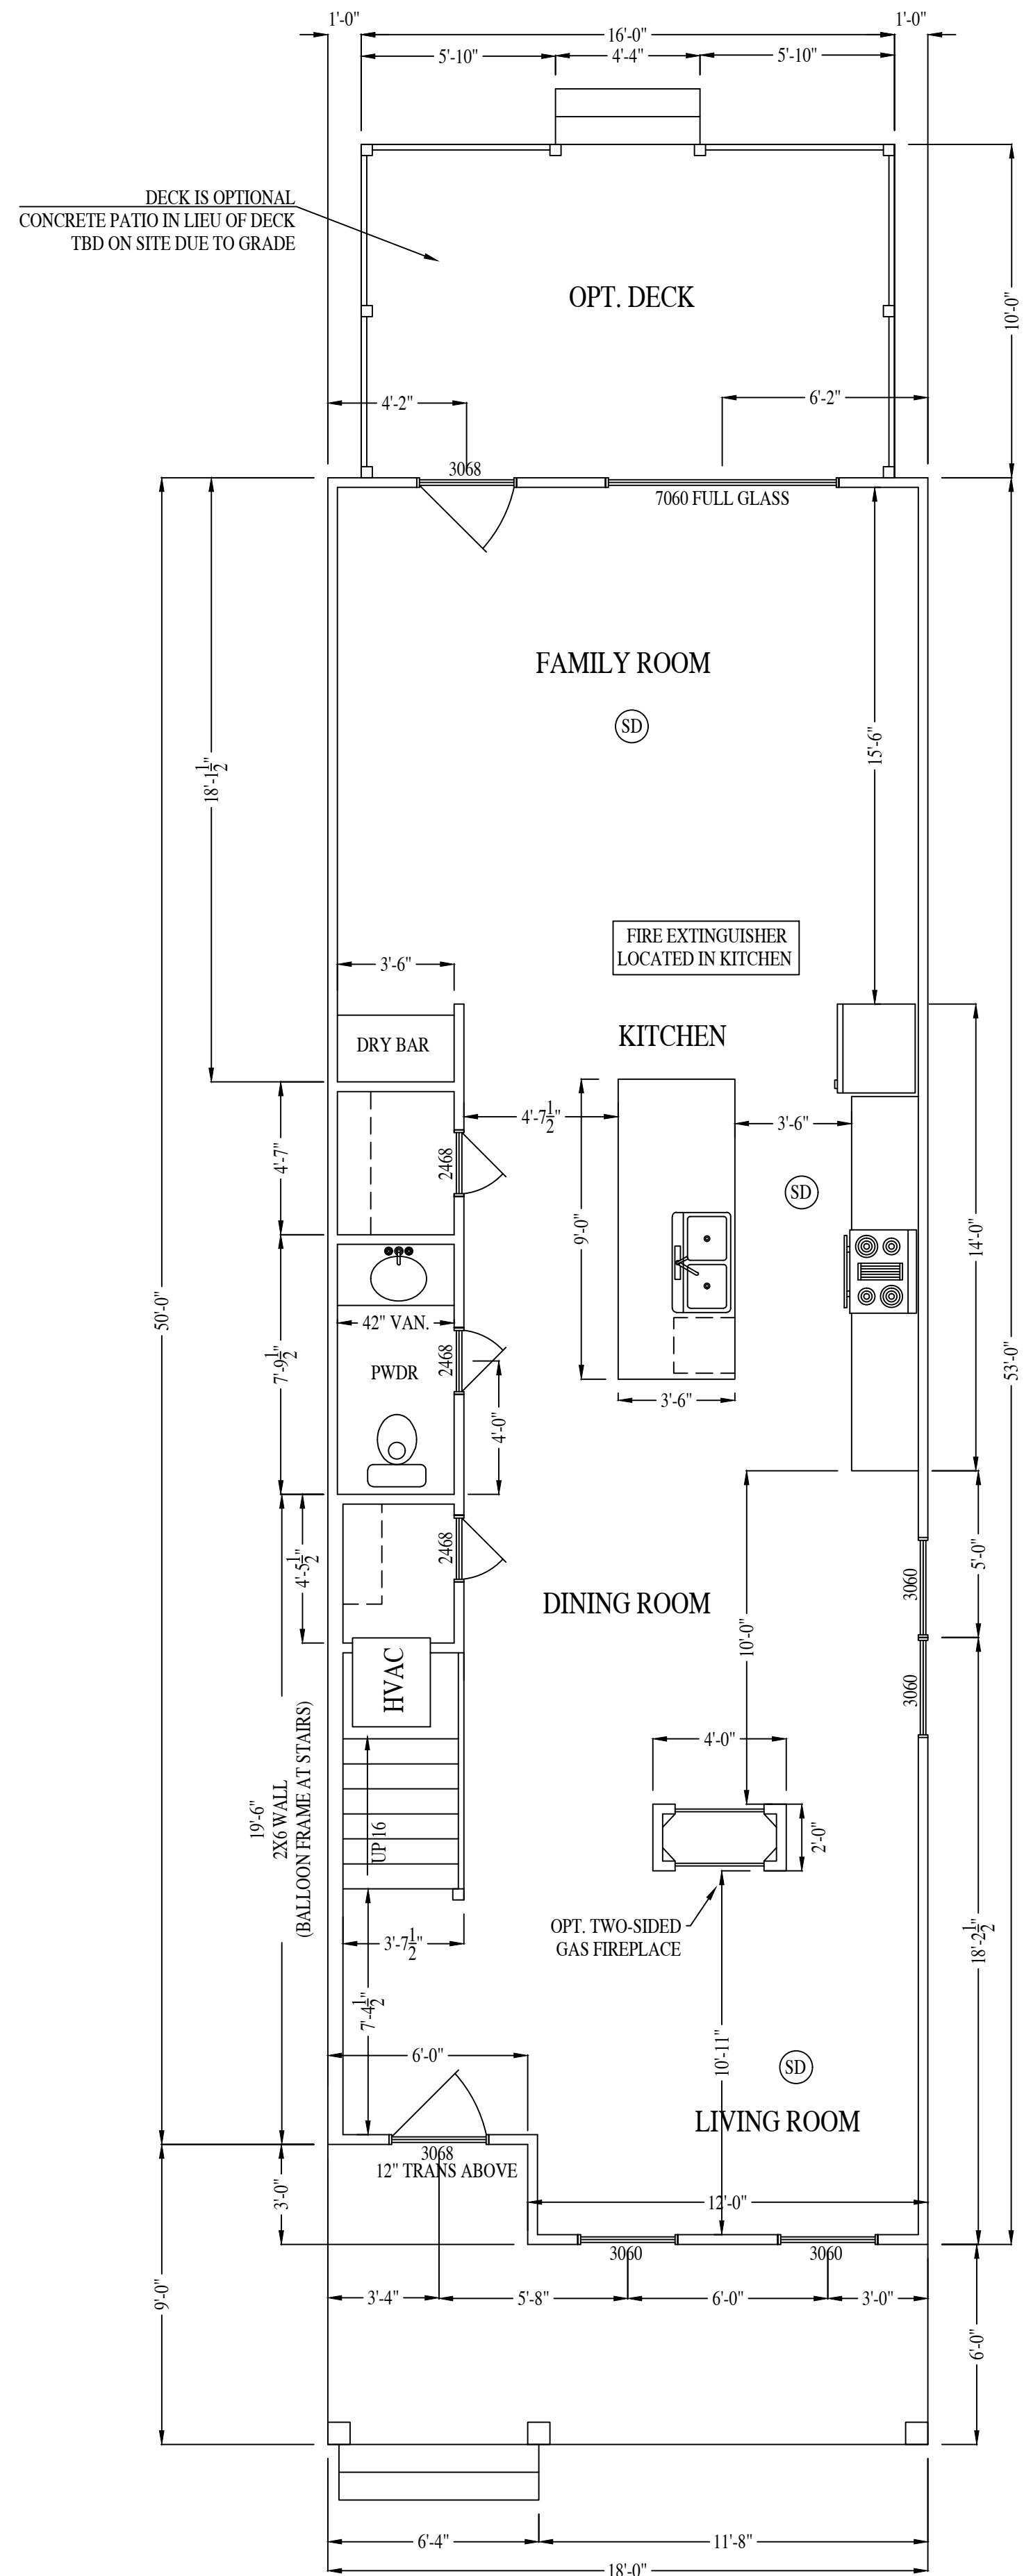 1'-0"
1'-0"
16'-0"
5'-10"
4'-4"
5'-10"
DECK IS OPTIONAL
CONCRETE PATIO IN LIEU OF DECK
TBD ON SITE DUE TO GRADE
OPT. DECK
10'-0"
4'-2"
6'-2"
3068
7060 FULL GLASS
FAMILY ROOM
SD
15'-6"
18'-1 1/2"
FIRE EXTINGUISHER
LOCATED IN KITCHEN
3'-6"
KITCHEN
DRY BAR
4'-7 1/2"
3'-6"
4'-7"
2468
SD
9'-0"
14'-0"
50'-0"
53'-0"
42" VAN.
7'-9 1/2"
2468
PWDR
3'-6"
4'-0"
2468
4'-5 1/2"
5'-0"
3060
DINING ROOM
10'-0"
HVAC
3060
4'-0"
19'-6"
2X6 WALL
(BALLOON FRAME AT STAIRS)
UP 16
2'-0"
OPT. TWO-SIDED
GAS FIREPLACE
3'-7 1/2"
18'-2 1/2"
7'-4 1/2"
6'-0"
10'-11"
SD
LIVING ROOM
3068
12" TRANS ABOVE
3'-0"
12'-0"
3060
3060
9'-0"
3'-4"
5'-8"
6'-0"
3'-0"
6'-0"
6'-4"
11'-8"
18'-0"